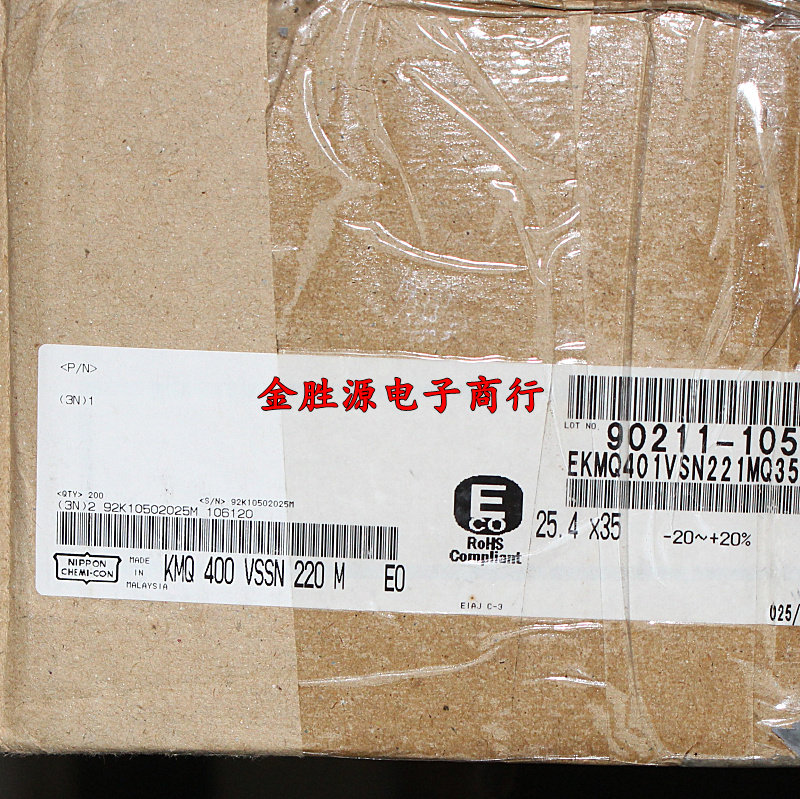 <P/N>
(3N)1
金胜源电子商行
LOT NO.
90211-105
EKMQ401VSN221MQ35
<QTY> 200
<S/N> 92K10502025M
(3N)2 92K10502025M 106120
E
CO
RoHS
Compliant
25.4 x35
-20~+20%
NIPPON
CHEMI-CON
MADE
IN
MALAYSIA
KMQ 400 VSSN 220 M
E0
EIAJ C-3
025/